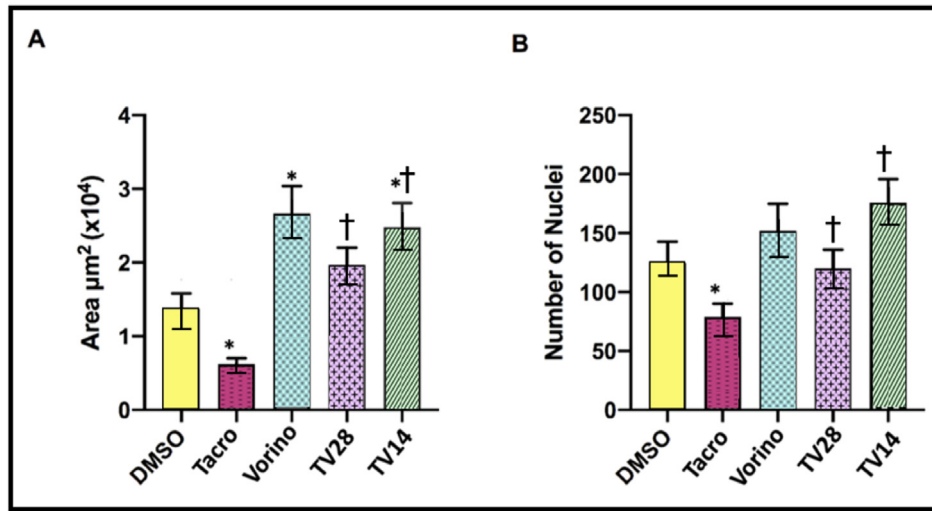 A
Area µm² (x10⁴)
4
3
2
1
0
*
*
†
*†
DMSO
Tacro
Vorino
TV28
TV14
B
Number of Nuclei
250
200
150
100
50
0
*
†
†
DMSO
Tacro
Vorino
TV28
TV14